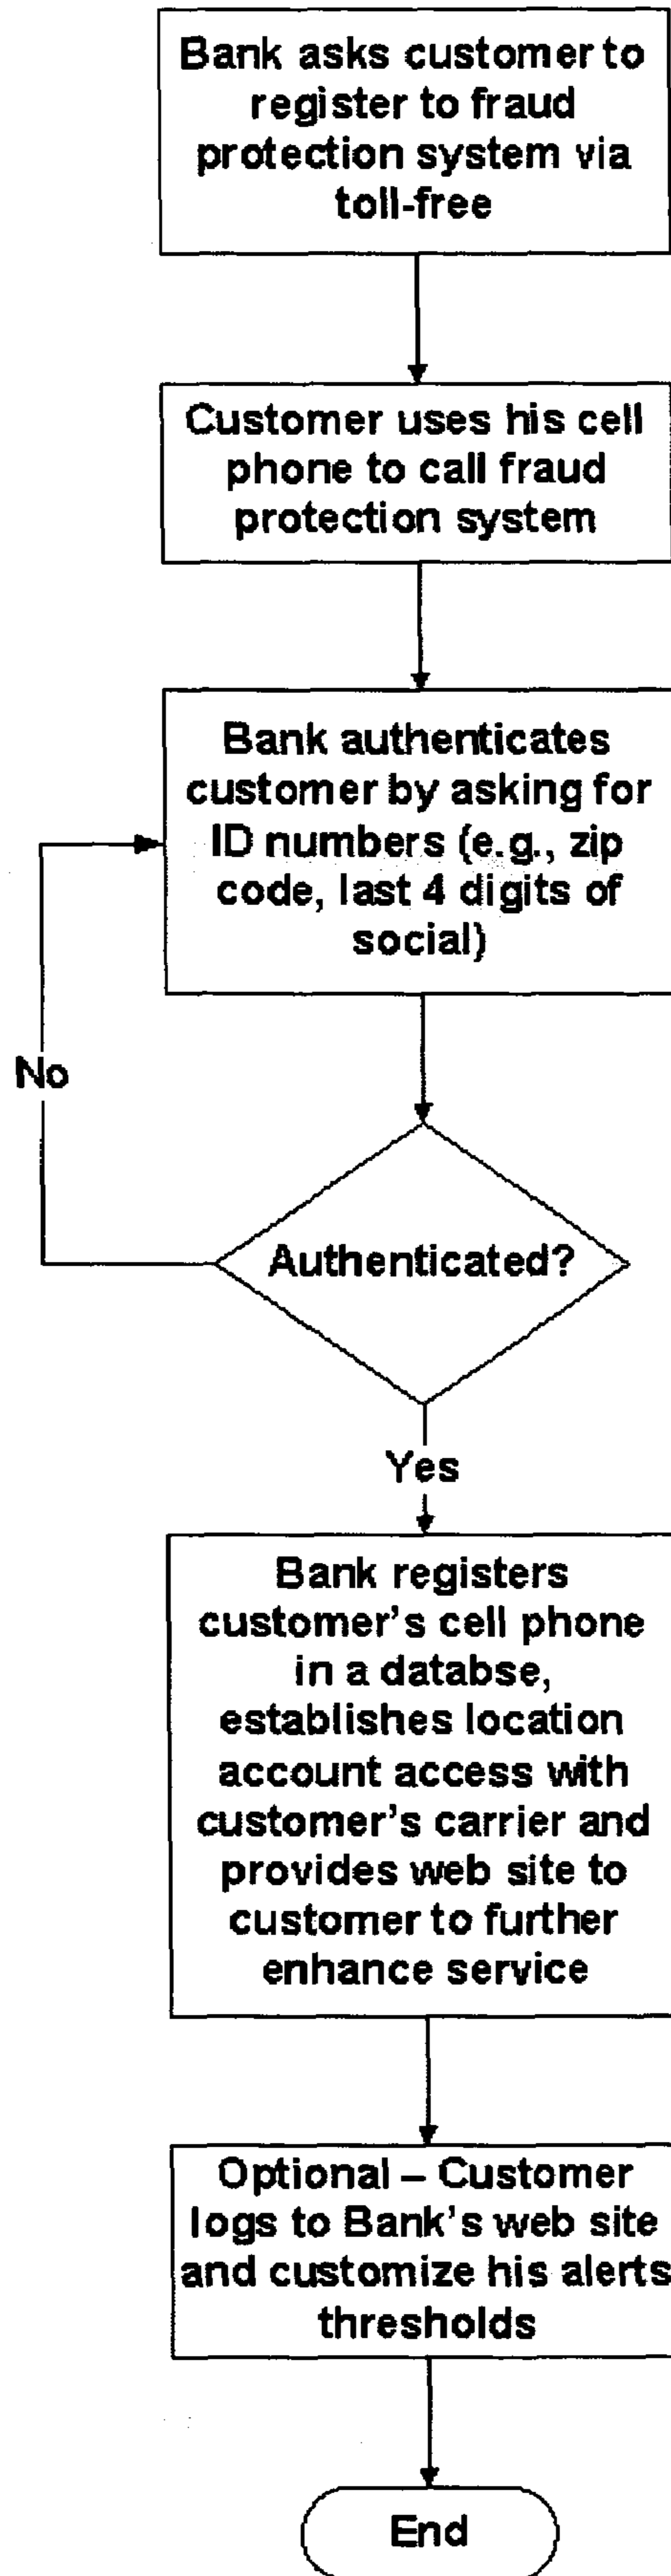 Bank asks customer to
register to fraud
protection system via
toll-free
Customer uses his cell
phone to call fraud
protection system
Bank authenticates
customer by asking for
ID numbers (e.g., zip
code, last 4 digits of
social)
No
Authenticated?
Yes
Bank registers
customer's cell phone
in a databse,
establishes location
account access with
customer's carrier and
provides web site to
customer to further
enhance service
Optional – Customer
logs to Bank's web site
and customize his alerts
thresholds
End